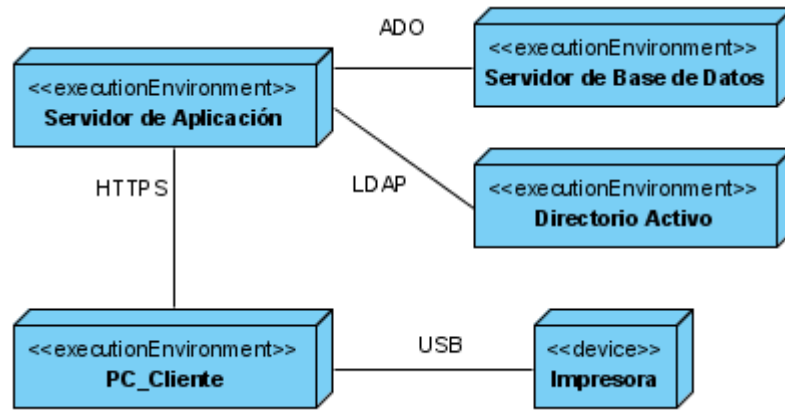 ADO
<<executionEnvironment>>
Servidor de Base de Datos
<<executionEnvironment>>
Servidor de Aplicación
HTTPS
LDAP
<<executionEnvironment>>
Directorio Activo
<<executionEnvironment>>
PC_Cliente
USB
<<device>>
Impresora